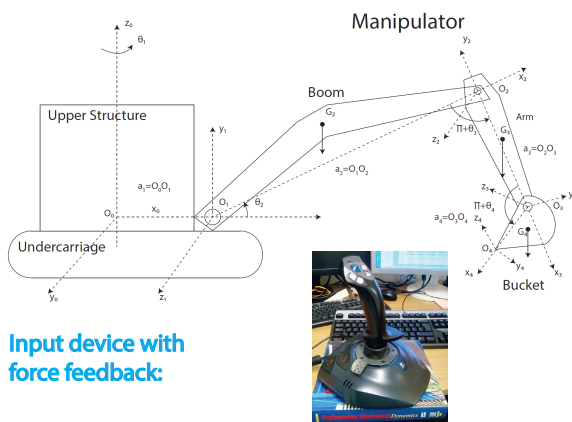 Manipulator
z₀
θ₁
Upper Structure
y₁
Boom
G₂
y₂
x₂
O₂
Arm
Π+θ₃
G₃
z₂
a₃=O₂O₃
a₂=O₁O₂
a₁=O₀O₁
O₁
θ₂
O₀
x₀
z₃
Π+θ₄
O₃
y
a₄=O₃O₄
z₄
G₄
O₄
Undercarriage
x₄
y₄
x₃
y₀
z₁
Bucket
Input device with
force feedback:
Dynamics